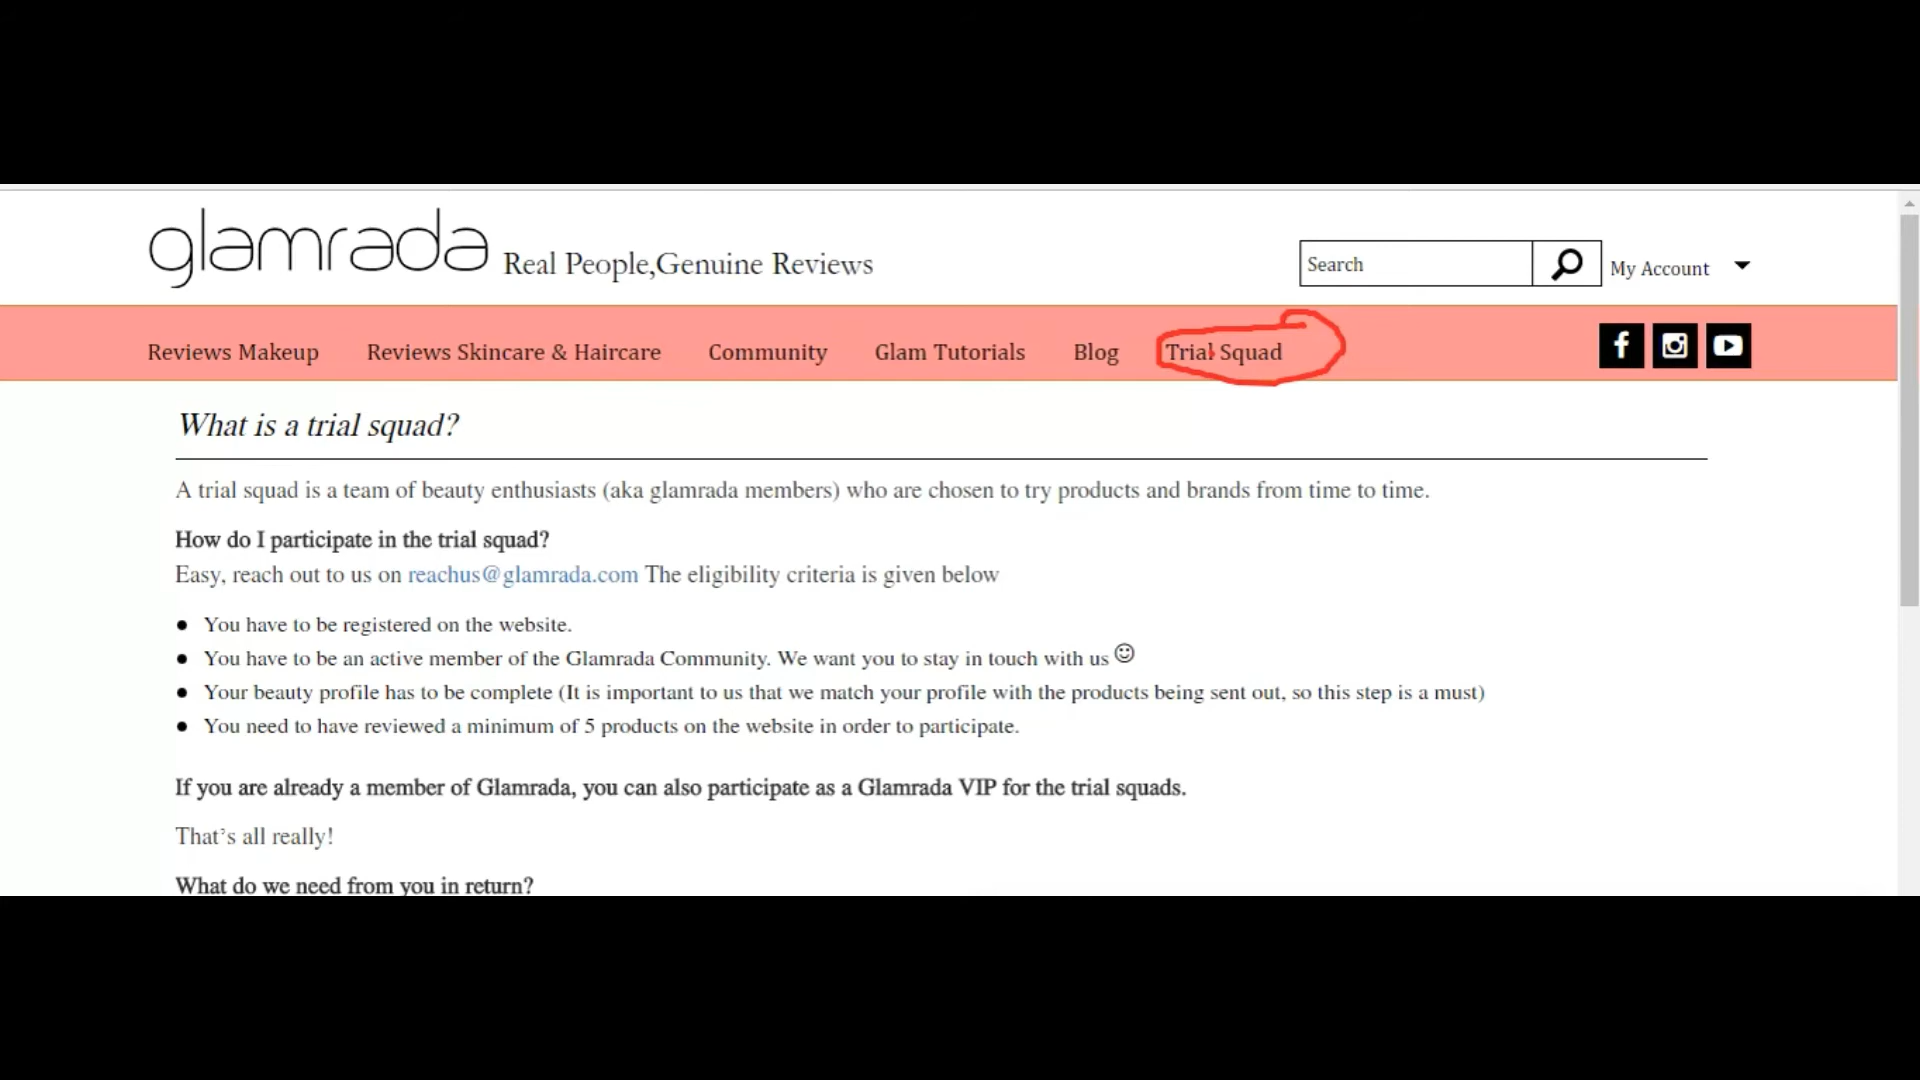 glamrada Real People,Genuine Reviews
Search
My Account
Reviews Makeup Reviews Skincare & Haircare Community Glam Tutorials Blog Trial Squad
What is a trial squad?
A trial squad is a team of beauty enthusiasts (aka glamrada members) who are chosen to try products and brands from time to time.
How do I participate in the trial squad?
Easy, reach out to us on reachus@glamrada.com The eligibility criteria is given below
● You have to be registered on the website.
● You have to be an active member of the Glamrada Community. We want you to stay in touch with us ☺
● Your beauty profile has to be complete (It is important to us that we match your profile with the products being sent out, so this step is a must)
● You need to have reviewed a minimum of 5 products on the website in order to participate.
If you are already a member of Glamrada, you can also participate as a Glamrada VIP for the trial squads.
That's all really!
What do we need from you in return?